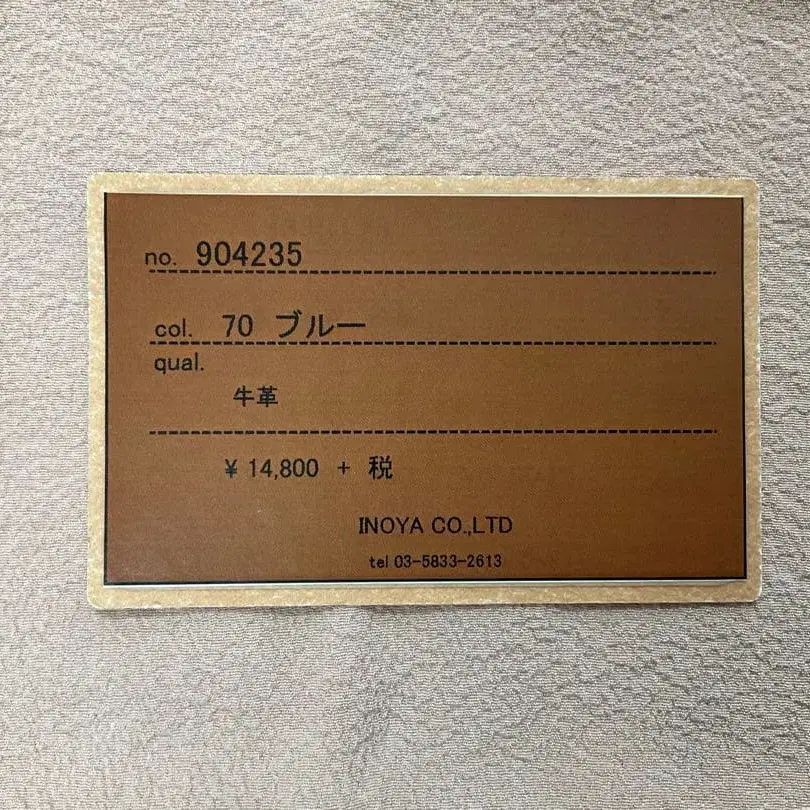 no. 904235
col. 70 ブルー
qual.
牛革
¥ 14,800 + 税
INOYA CO.,LTD
tel 03-5833-2613